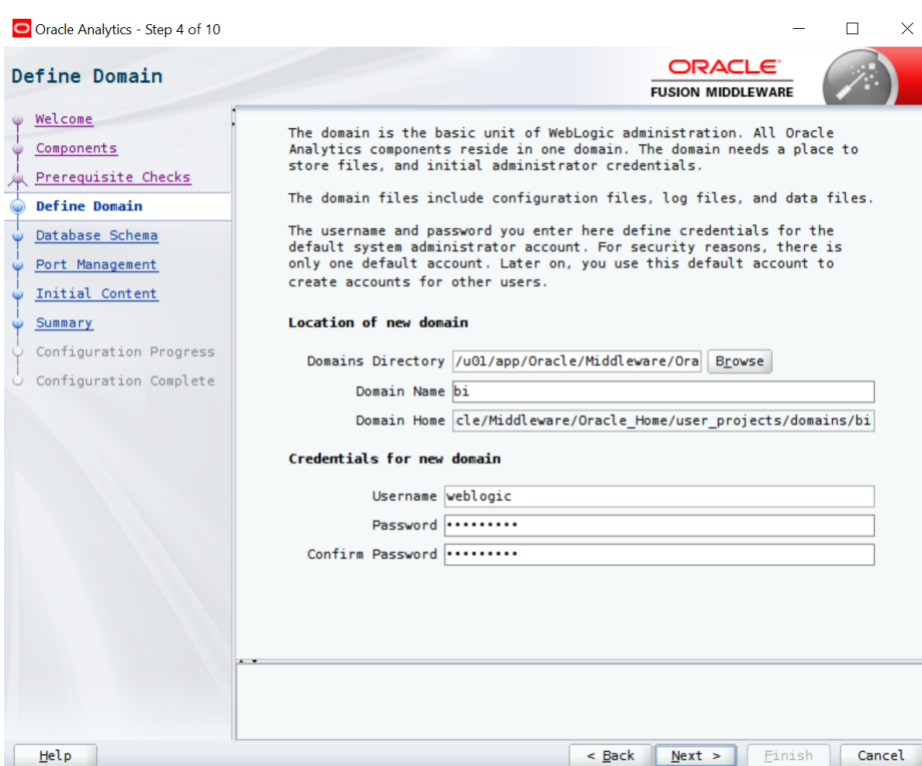 Oracle Analytics - Step 4 of 10
Define Domain
ORACLE
FUSION MIDDLEWARE
Welcome
Components
Prerequisite Checks
Define Domain
Database Schema
Port Management
Initial Content
Summary
Configuration Progress
Configuration Complete
The domain is the basic unit of WebLogic administration. All Oracle
Analytics components reside in one domain. The domain needs a place to
store files, and initial administrator credentials.
The domain files include configuration files, log files, and data files.
The username and password you enter here define credentials for the
default system administrator account. For security reasons, there is
only one default account. Later on, you use this default account to
create accounts for other users.
Location of new domain
Domains Directory /u01/app/Oracle/Middleware/Ora Browse
Domain Name bi
Domain Home cle/Middleware/Oracle_Home/user_projects/domains/bi
Credentials for new domain
Username weblogic
Password •••••••••
Confirm Password •••••••••
Help < Back Next > Finish Cancel